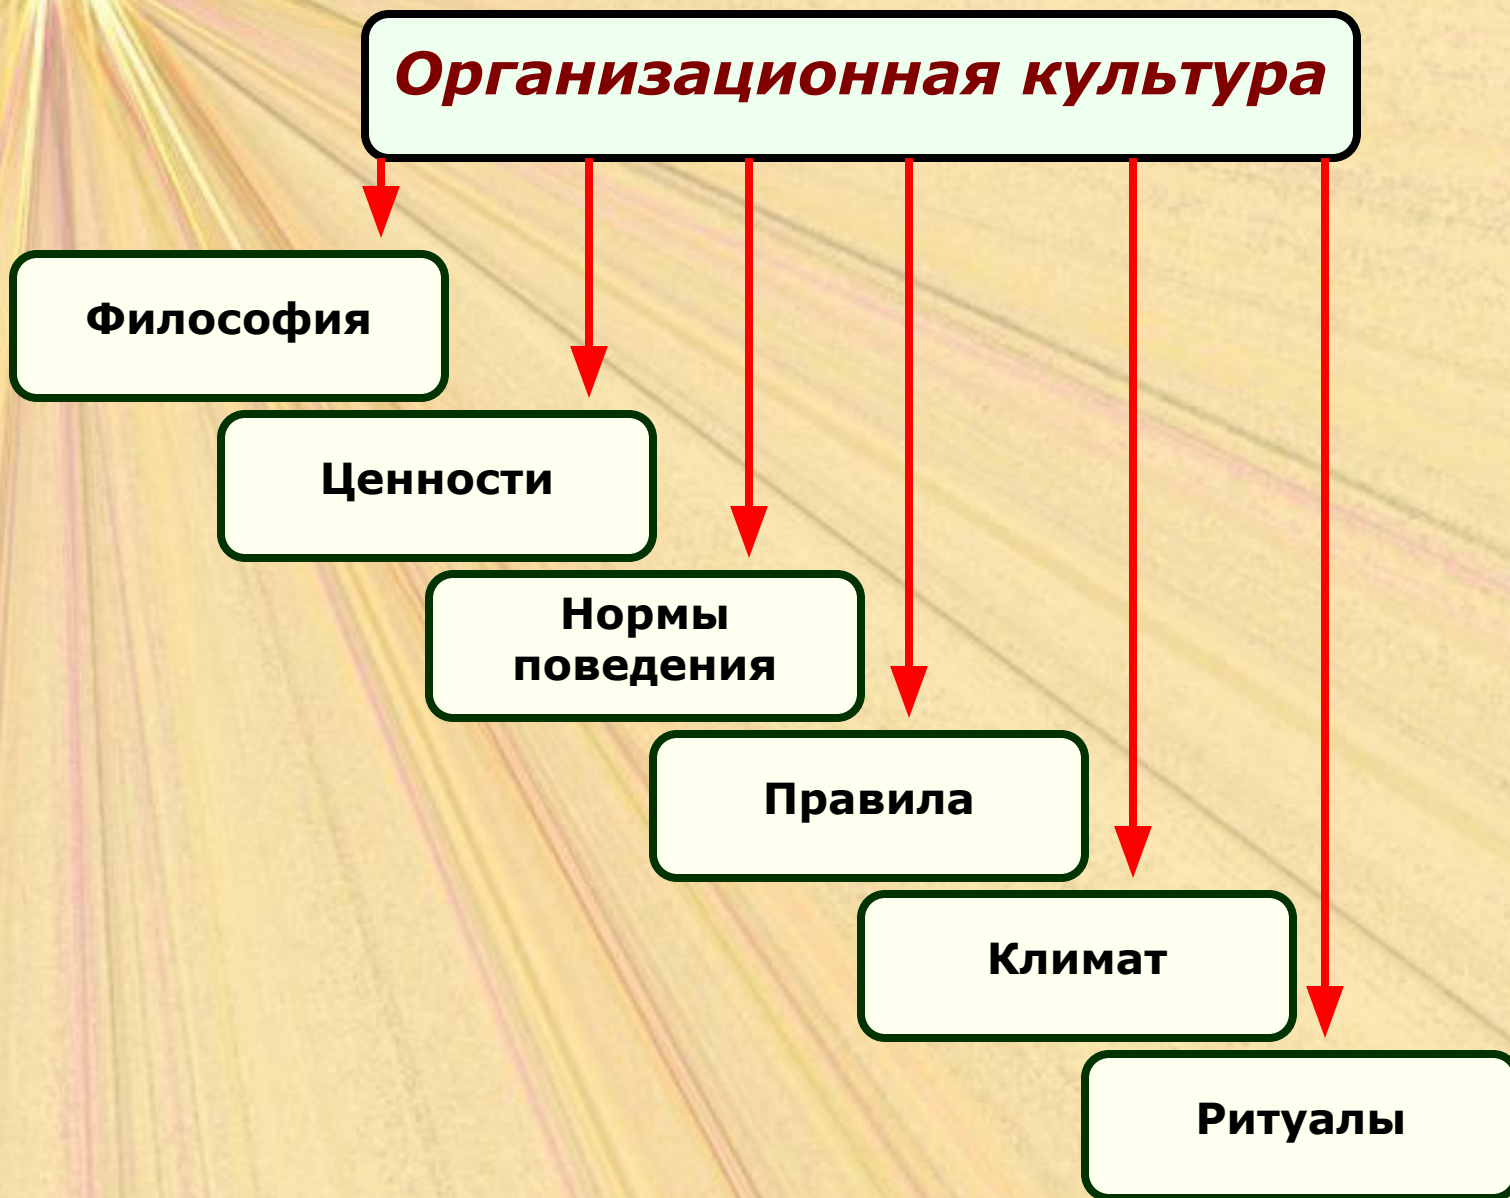 Организационная культура
Философия
Ценности
Нормы
поведения
Правила
Климат
Ритуалы